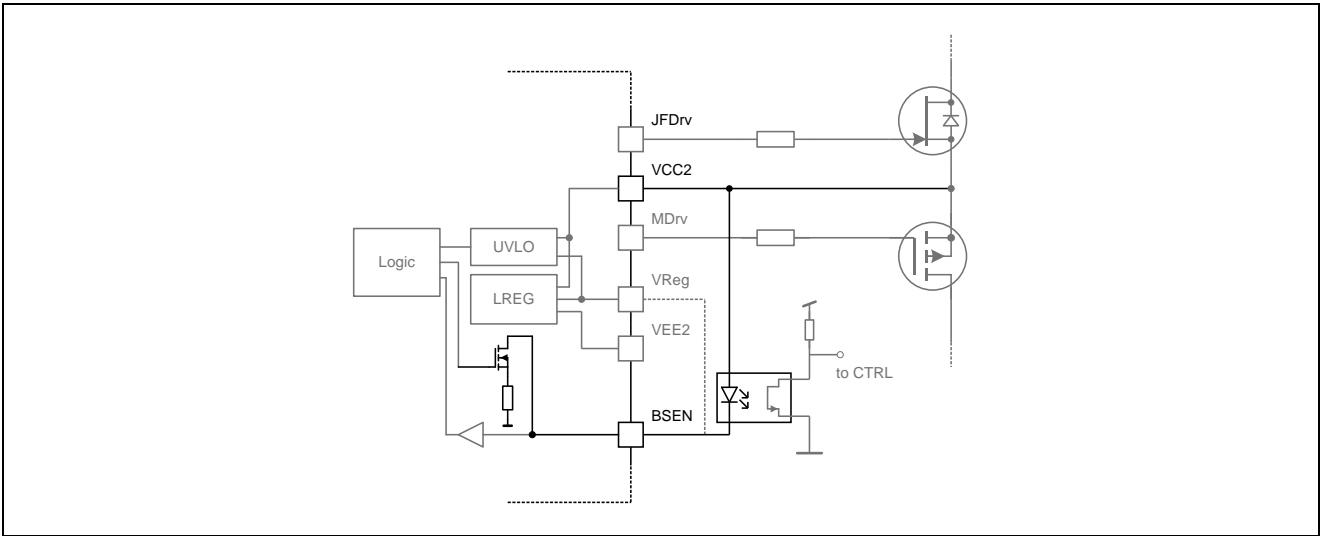 JFDrv
VCC2
MDrv
UVLO
Logic
VReg
LREG
VEE2
to CTRL
BSEN